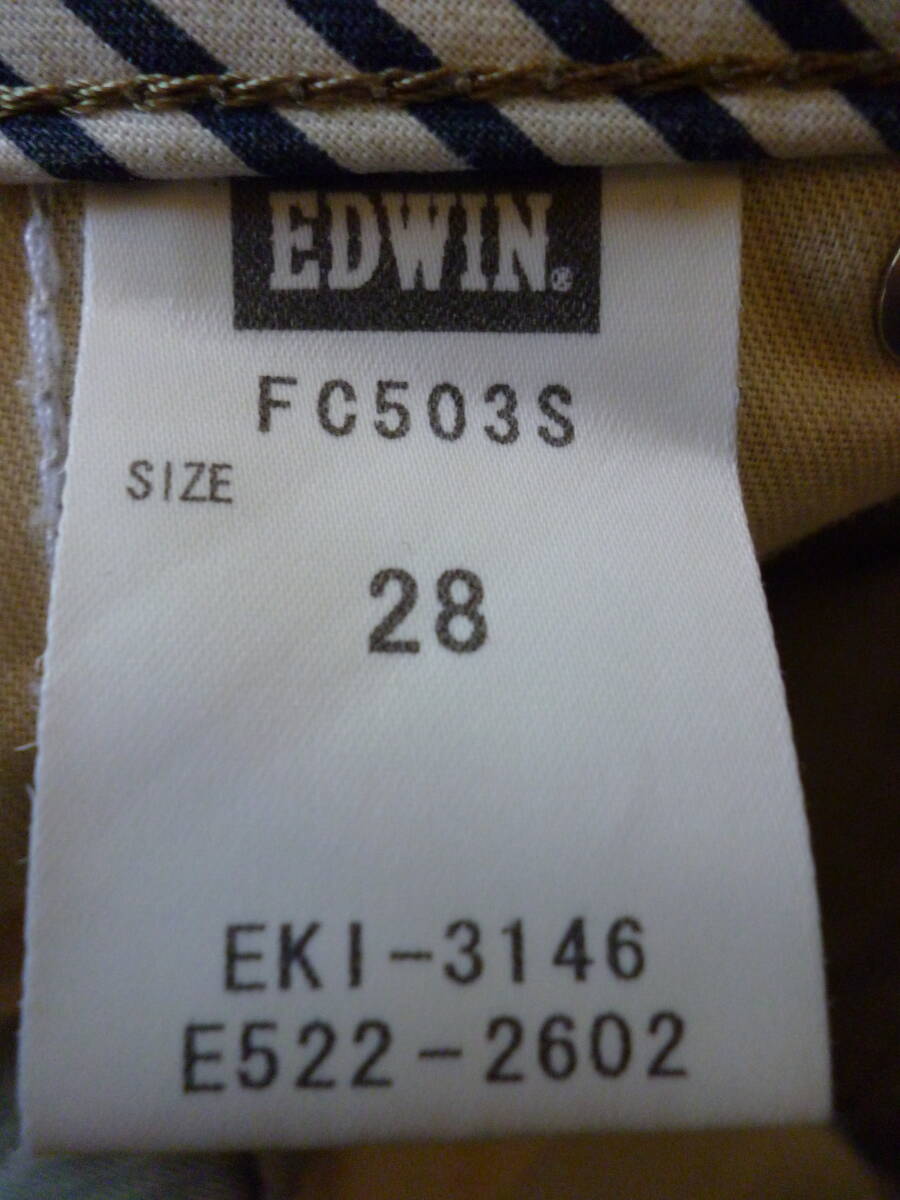 EDWIN®
FC503S
SIZE
28
EKI-3146
E522-2602